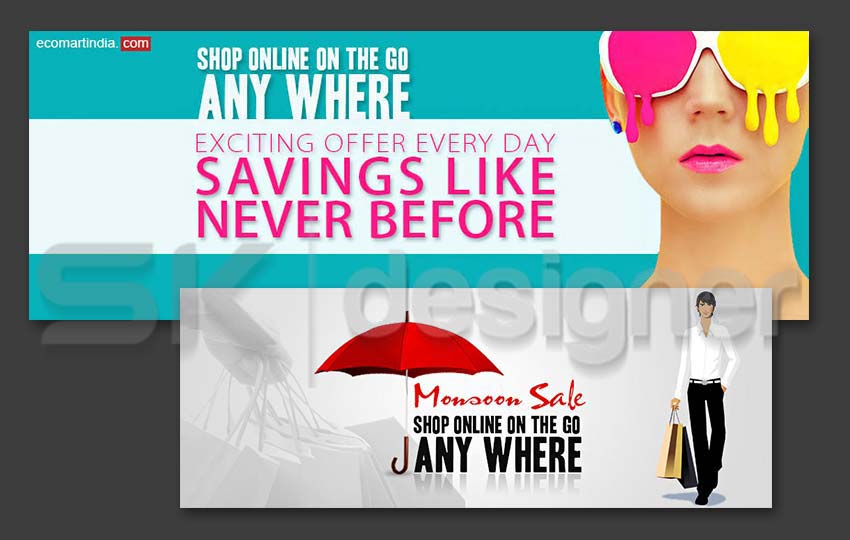 ecomartindia.com
SHOP ONLINE ON THE GO
ANY WHERE
EXCITING OFFER EVERY DAY
SAVINGS LIKE
NEVER BEFORE
SK designer
Monsoon Sale
SHOP ONLINE ON THE GO
ANY WHERE